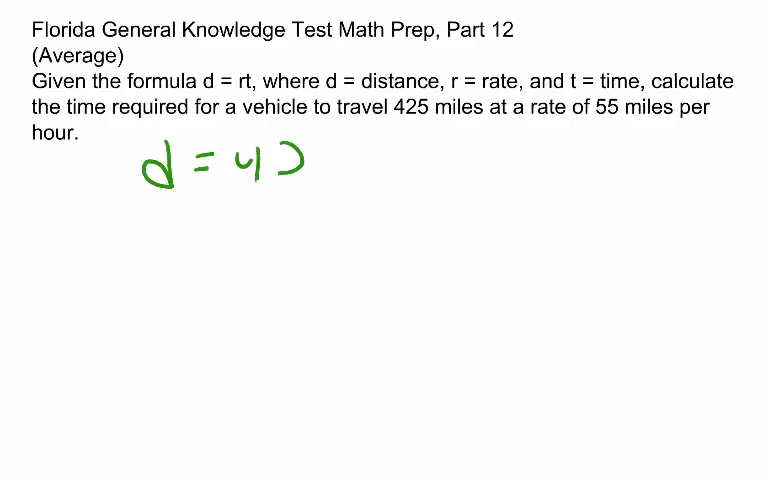 Florida General Knowledge Test Math Prep, Part 12
(Average)
Given the formula d = rt, where d = distance, r = rate, and t = time, calculate
the time required for a vehicle to travel 425 miles at a rate of 55 miles per
hour.
d = 4